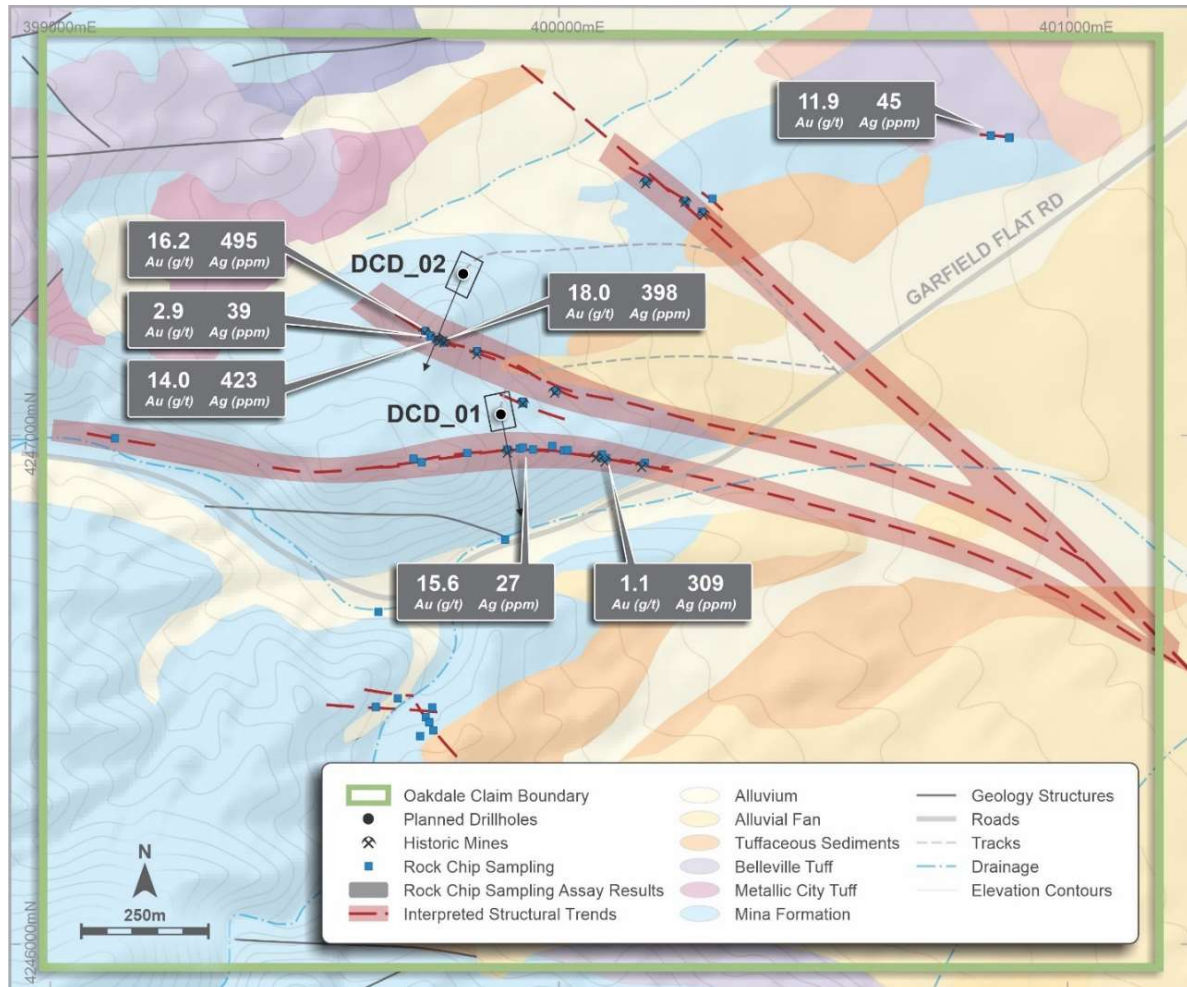 399000mE 400000mE 401000mE
11.9 45
Au (g/t) Ag (ppm)
GARFIELD FLAT RD
16.2 495
Au (g/t) Ag (ppm)
DCD_02
18.0 398
Au (g/t) Ag (ppm)
2.9 39
Au (g/t) Ag (ppm)
14.0 423
Au (g/t) Ag (ppm)
DCD_01
4247000mN
15.6 27
Au (g/t) Ag (ppm)
1.1 309
Au (g/t) Ag (ppm)
N
250m
4246000mN
Oakdale Claim Boundary
Planned Drillholes
Historic Mines
Rock Chip Sampling
Rock Chip Sampling Assay Results
Interpreted Structural Trends
Alluvium
Alluvial Fan
Tuffaceous Sediments
Belleville Tuff
Metallic City Tuff
Mina Formation
Geology Structures
Roads
Tracks
Drainage
Elevation Contours